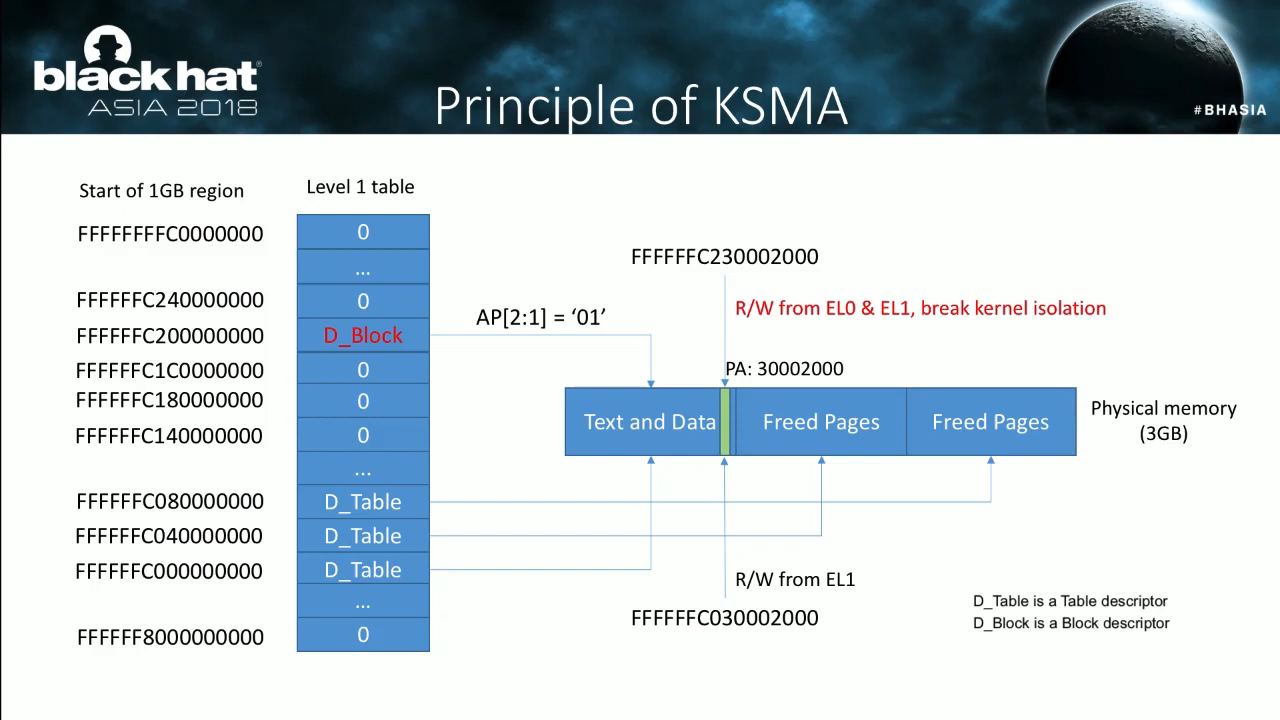 black hat
ASIA 2018
Principle of KSMA
#BHASIA
Start of 1GB region
Level 1 table
FFFFFFFFC0000000
0
...
FFFFFFC240000000
0
FFFFFFC200000000
D_Block
FFFFFFC1C0000000
0
FFFFFFC180000000
0
FFFFFFC140000000
0
...
FFFFFFC080000000
D_Table
FFFFFFC040000000
D_Table
FFFFFFC000000000
D_Table
...
FFFFFF8000000000
0
AP[2:1] = ‘01’
FFFFFFC230002000
R/W from EL0 & EL1, break kernel isolation
PA: 30002000
Text and Data
Freed Pages
Freed Pages
Physical memory
(3GB)
R/W from EL1
FFFFFFC030002000
D_Table is a Table descriptor
D_Block is a Block descriptor